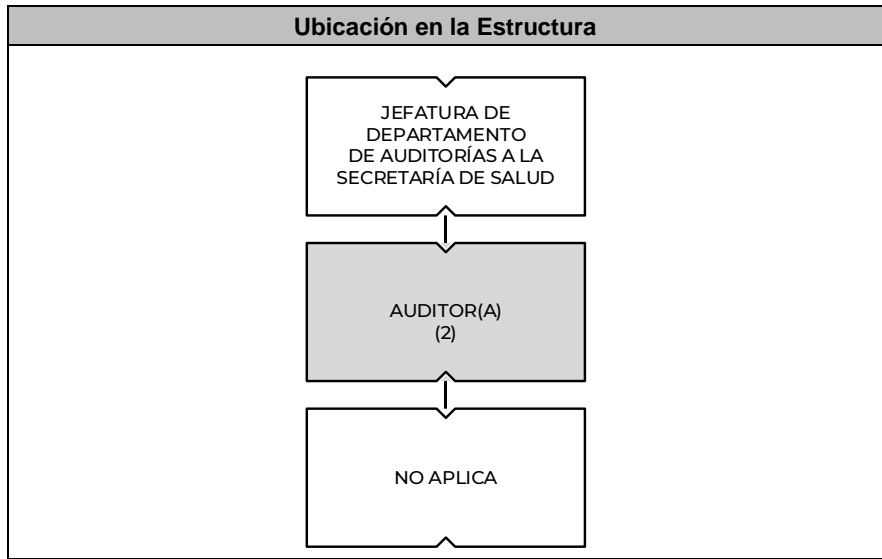 Ubicación en la Estructura
JEFATURA DE
DEPARTAMENTO
DE AUDITORÍAS A LA
SECRETARÍA DE SALUD
AUDITOR(A)
(2)
NO APLICA